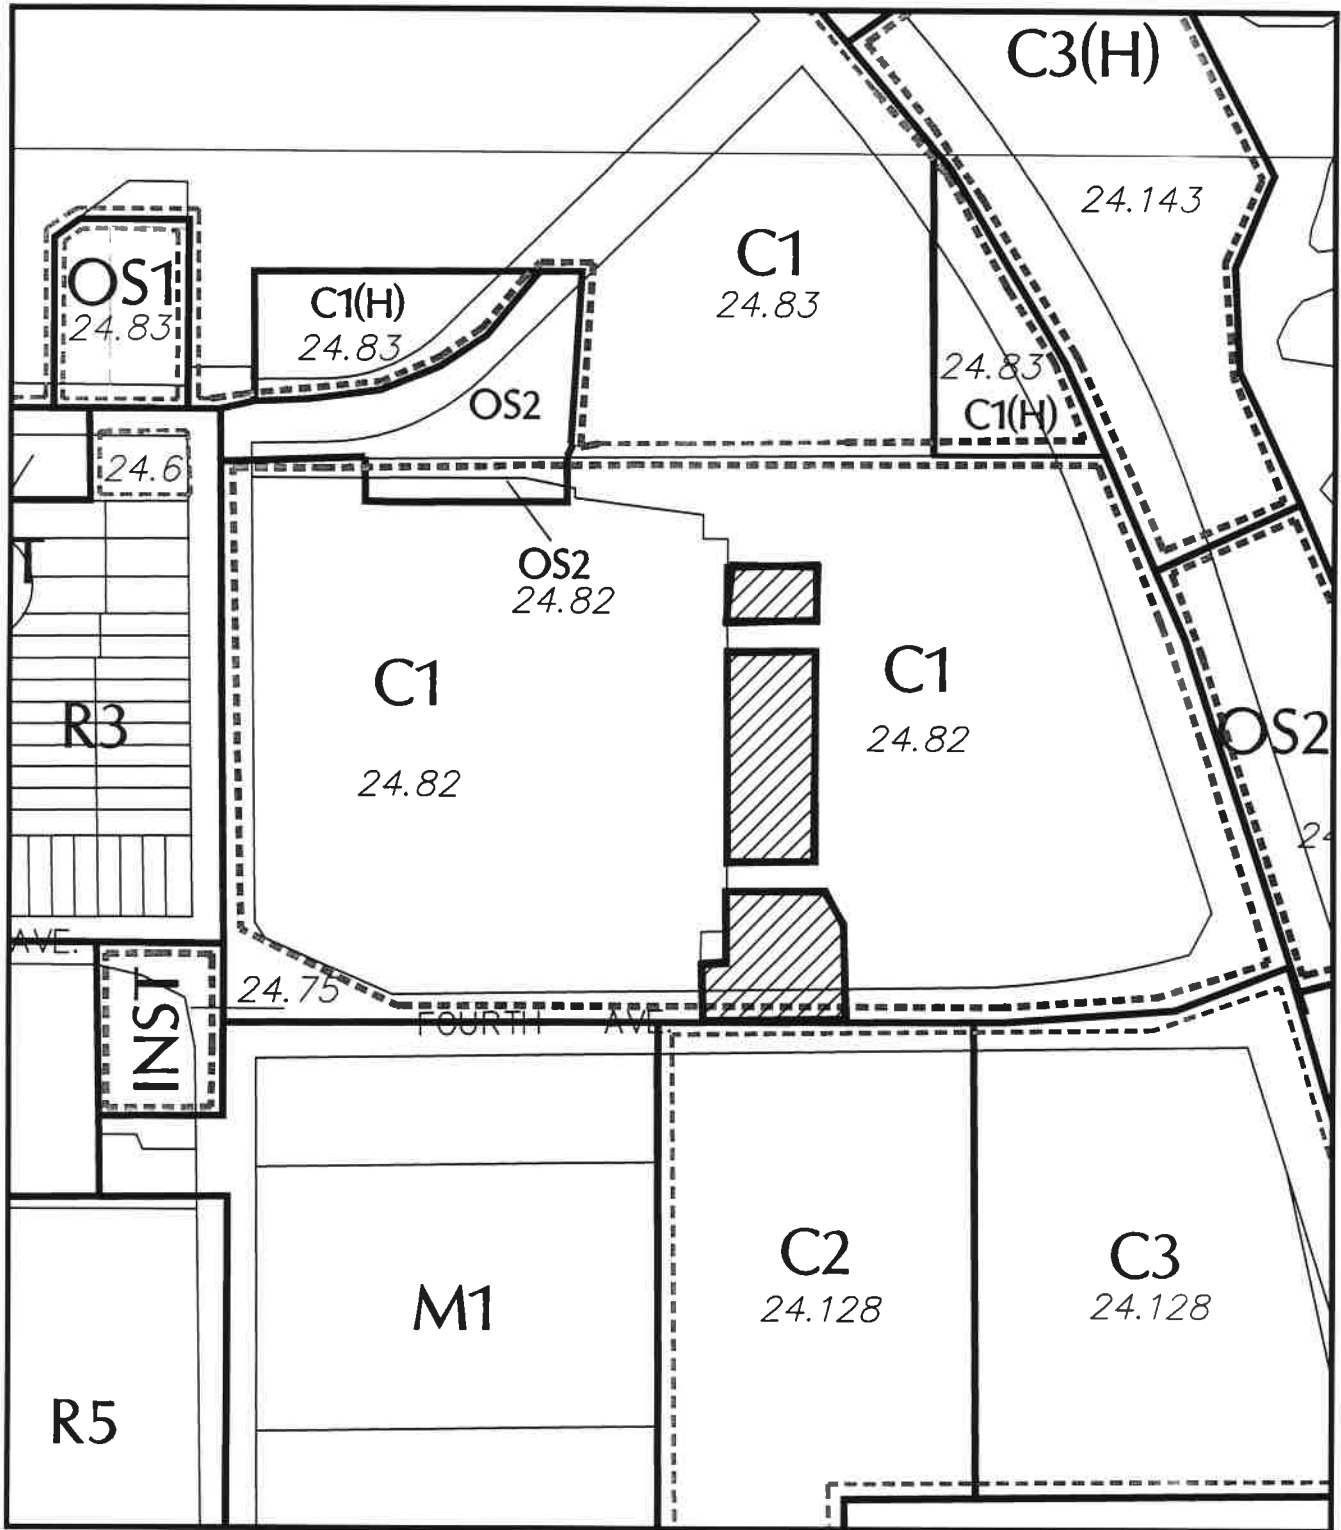 C3(H)
24.143
C1
24.83
OS1
24.83
C1(H)
24.83
24.83
C1(H)
OS2
24.6
OS2
24.82
C1
24.82
C1
24.82
R3
OS2
AVE.
24.75
INST
FOURTH AVE
C2
24.128
C3
24.128
M1
R5